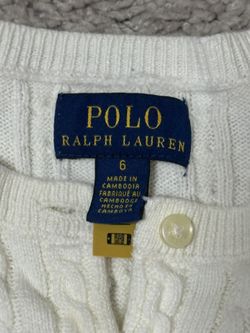 POLO
RALPH LAUREN
6
MADE IN
CAMBODIA
FABRIQUÉ AU
CAMBODGE
HECHO EN
CAMBOYA